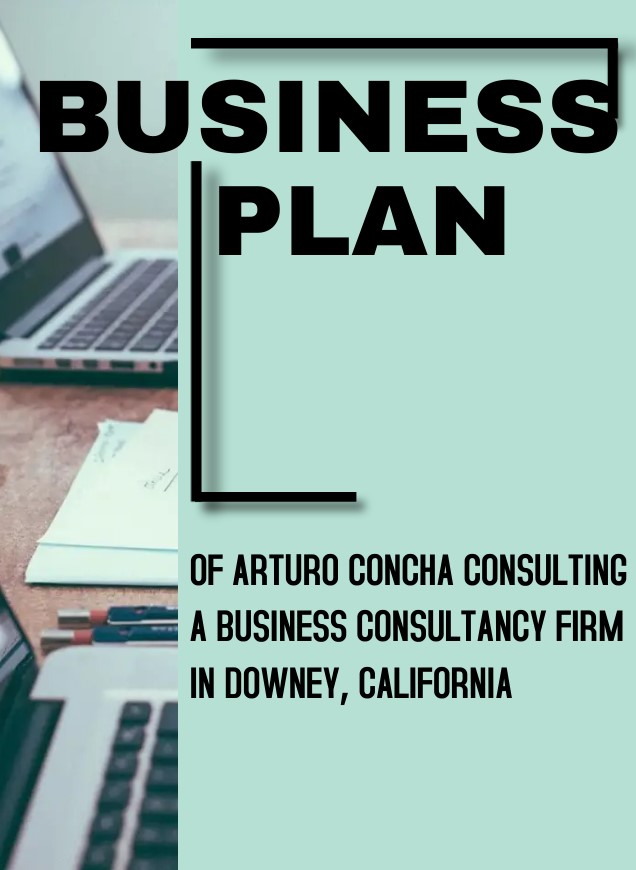 BUSINESS
PLAN
OF ARTURO CONCHA CONSULTING
A BUSINESS CONSULTANCY FIRM
IN DOWNEY, CALIFORNIA